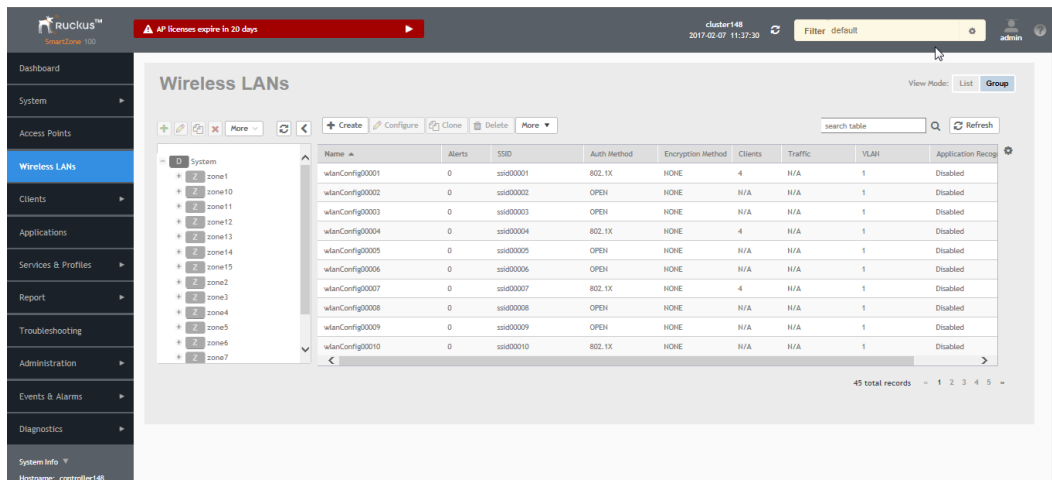 Ruckus™
SmartZone 100
AP licenses expire in 20 days
cluster148
2017-02-07 11:37:30
Filter default
admin
Dashboard
System
Access Points
Wireless LANs
Clients
Applications
Services & Profiles
Report
Troubleshooting
Administration
Events & Alarms
Diagnostics
System Info
Hostname: controller148
Wireless LANs
View Mode: List Group
More
Create Configure Clone Delete More
search table
Refresh
D System
Z zone1
Z zone10
Z zone11
Z zone12
Z zone13
Z zone14
Z zone15
Z zone2
Z zone3
Z zone4
Z zone5
Z zone6
Z zone7
Name Alerts SSID Auth Method Encryption Method Clients Traffic VLAN Application Recog
wlanConfig00001 0 ssid00001 802.1X NONE 4 N/A 1 Disabled
wlanConfig00002 0 ssid00002 OPEN NONE N/A N/A 1 Disabled
wlanConfig00003 0 ssid00003 OPEN NONE N/A N/A 1 Disabled
wlanConfig00004 0 ssid00004 802.1X NONE 4 N/A 1 Disabled
wlanConfig00005 0 ssid00005 OPEN NONE N/A N/A 1 Disabled
wlanConfig00006 0 ssid00006 OPEN NONE N/A N/A 1 Disabled
wlanConfig00007 0 ssid00007 802.1X NONE 4 N/A 1 Disabled
wlanConfig00008 0 ssid00008 OPEN NONE N/A N/A 1 Disabled
wlanConfig00009 0 ssid00009 OPEN NONE N/A N/A 1 Disabled
wlanConfig00010 0 ssid00010 802.1X NONE N/A N/A 1 Disabled
45 total records « 1 2 3 4 5 »